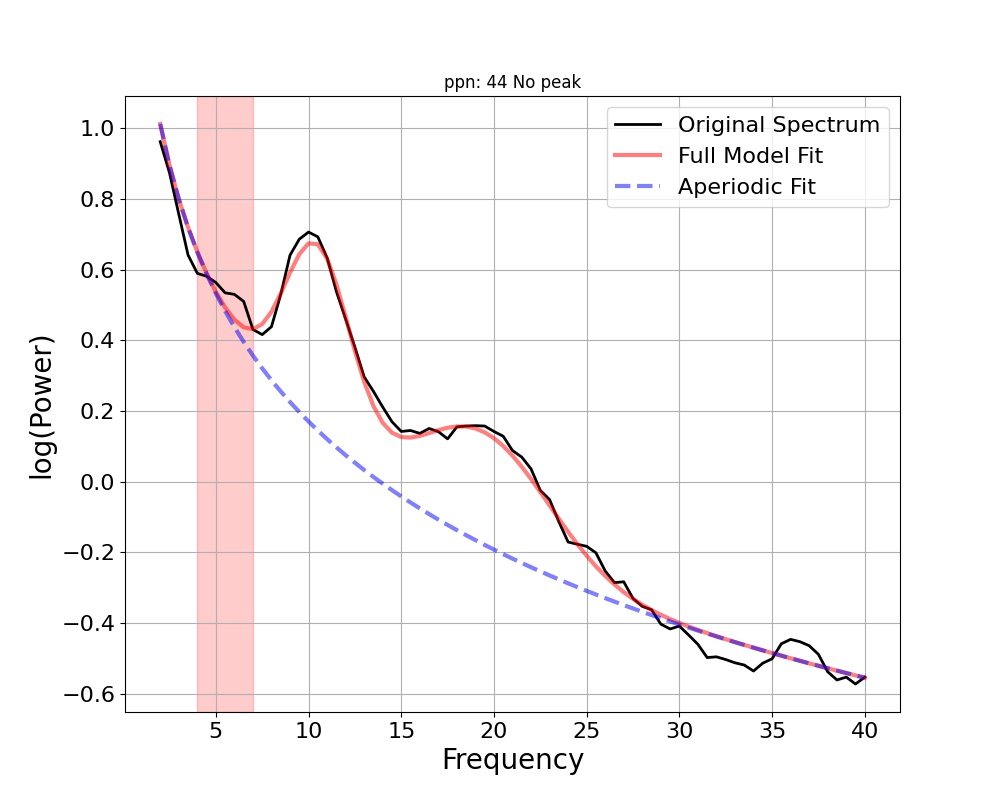 ppn: 44 No peak
Original Spectrum
Full Model Fit
Aperiodic Fit
log(Power)
1.0
0.8
0.6
0.4
0.2
0.0
−0.2
−0.4
−0.6
5 10 15 20 25 30 35 40
Frequency